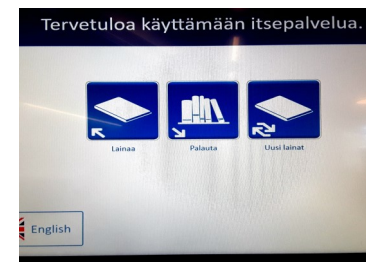 Tervetuloa käyttämään itsepalvelua.
Lainaa Palauta Uusi lainat
English